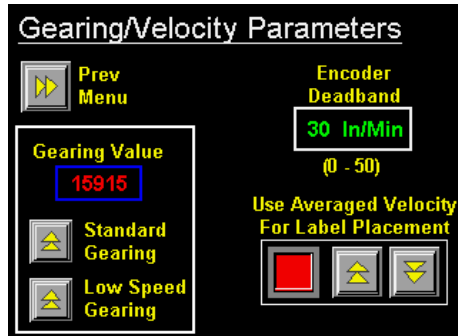 Gearing/Velocity Parameters
Prev
Menu
Gearing Value
15915
Standard
Gearing
Low Speed
Gearing
Encoder
Deadband
30 In/Min
(0 - 50)
Use Averaged Velocity
For Label Placement